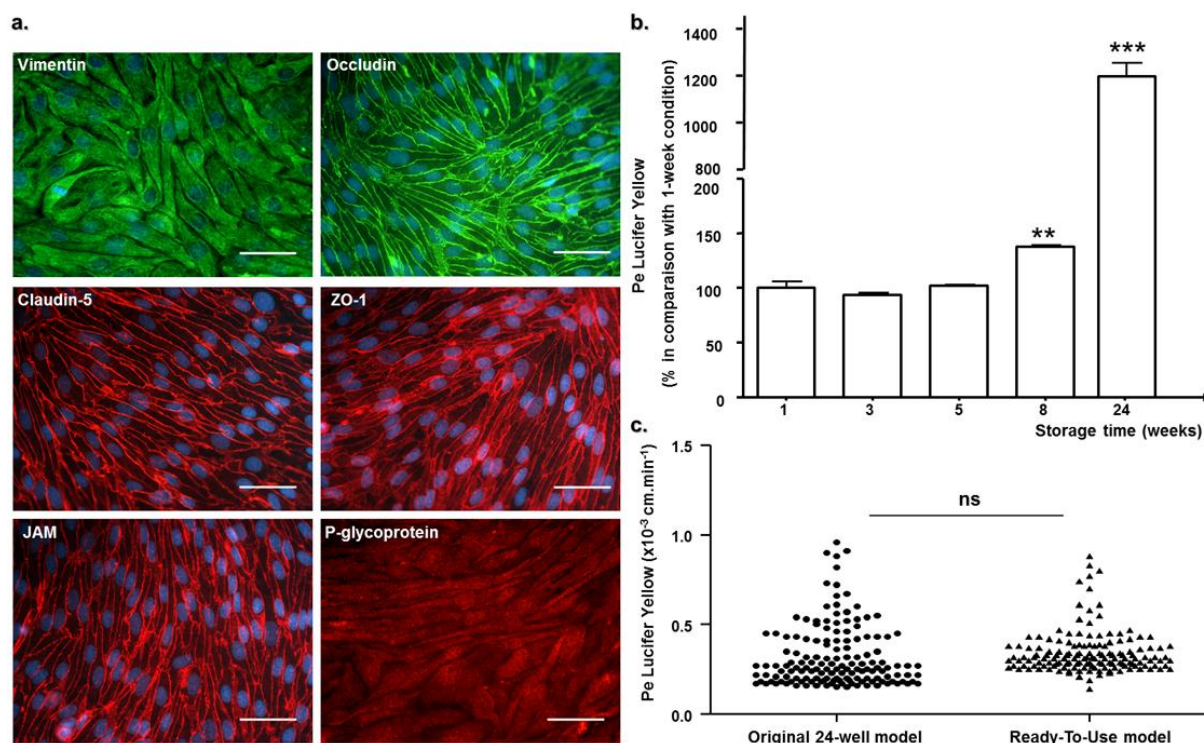 a.
Vimentin
Occludin
Claudin-5
ZO-1
JAM
P-glycoprotein
b.
Pe Lucifer Yellow
(% in comparaison with 1-week condition)
1400
1200
1000
800
200
150
100
50
0
**
***
1 3 5 8 24
Storage time (weeks)
c.
Pe Lucifer Yellow (x10⁻³ cm.min⁻¹)
1.5
1.0
0.5
0.0
ns
Original 24-well model Ready-To-Use model